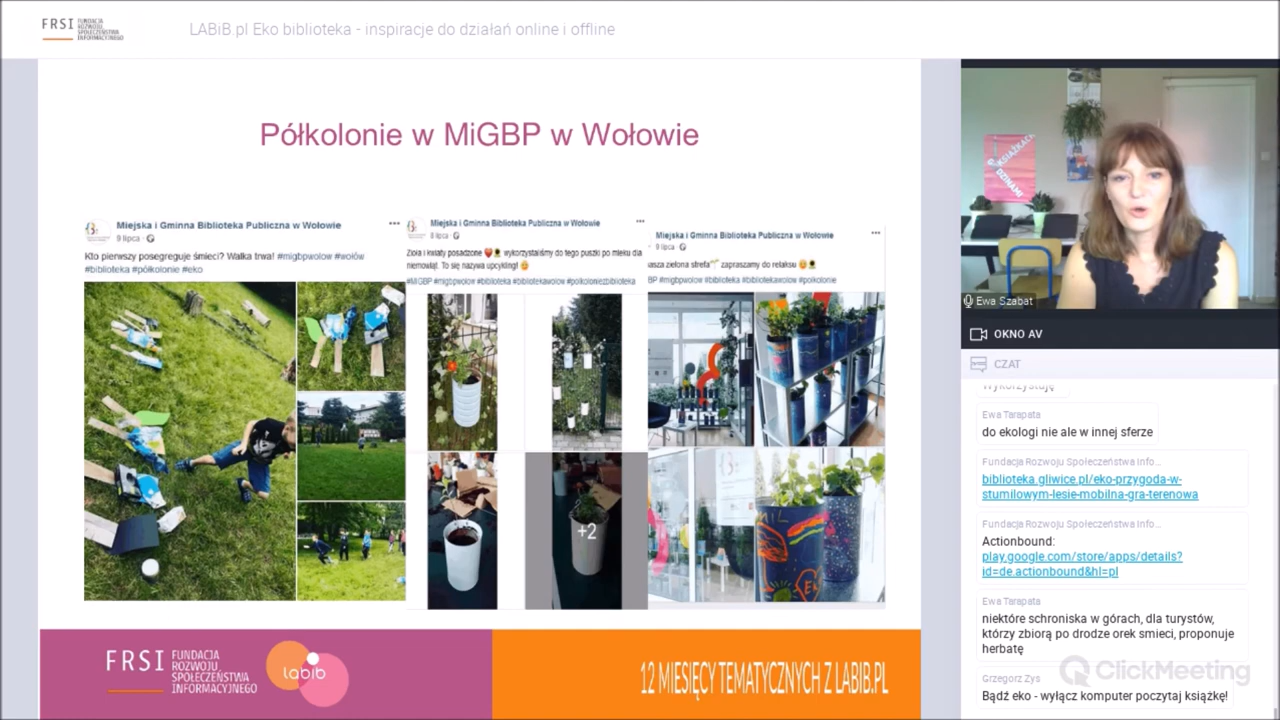 FRSI FUNDACJA
ROZWOJU
SPOŁECZEŃSTWA
INFORMACYJNEGO
LABiB.pl Eko biblioteka - inspiracje do działań online i offline
Półkolonie w MiGBP w Wołowie
Miejska i Gminna Biblioteka Publiczna w Wołowie
9 lipca
Kto pierwszy posegreguje śmieci? Walka trwa! #migbpwolow #wołów
#biblioteka #półkolonie #eko
Miejska i Gminna Biblioteka Publiczna w Wołowie
8 lipca
Zioła i kwiaty posadzone wykorzystaliśmy do tego puszki po mleku dla
niemowląt. To się nazywa upcykling!
#MiGBP #migbpwolow #biblioteka #bibliotekawolow #polkoloniezbiblioteka
+2
Miejska i Gminna Biblioteka Publiczna w Wołowie
9 lipca
asza zielona strefa zapraszamy do relaksu
BP #migbpwolow #biblioteka #bibliotekawolow #polkolonie
FRSI FUNDACJA
ROZWOJU
SPOŁECZEŃSTWA
INFORMACYJNEGO
labib
12 MIESIĘCY TEMATYCZNYCH Z LABIB.PL
Ewa Szabat
OKNO AV
CZAT
Wykorzystuję
Ewa Tarapata
do ekologi nie ale w innej sferze
Fundacja Rozwoju Społeczeństwa Info...
biblioteka.gliwice.pl/eko-przygoda-w-
stumilowym-lesie-mobilna-gra-terenowa
Fundacja Rozwoju Społeczeństwa Info...
Actionbound:
play.google.com/store/apps/details?
id=de.actionbound&hl=pl
Ewa Tarapata
niektóre schroniska w górach, dla turystów,
którzy zbiorą po drodze orek smieci, proponuje
herbatę
ClickMeeting
Grzegorz Zys
Bądź eko - wyłącz komputer poczytaj książkę!